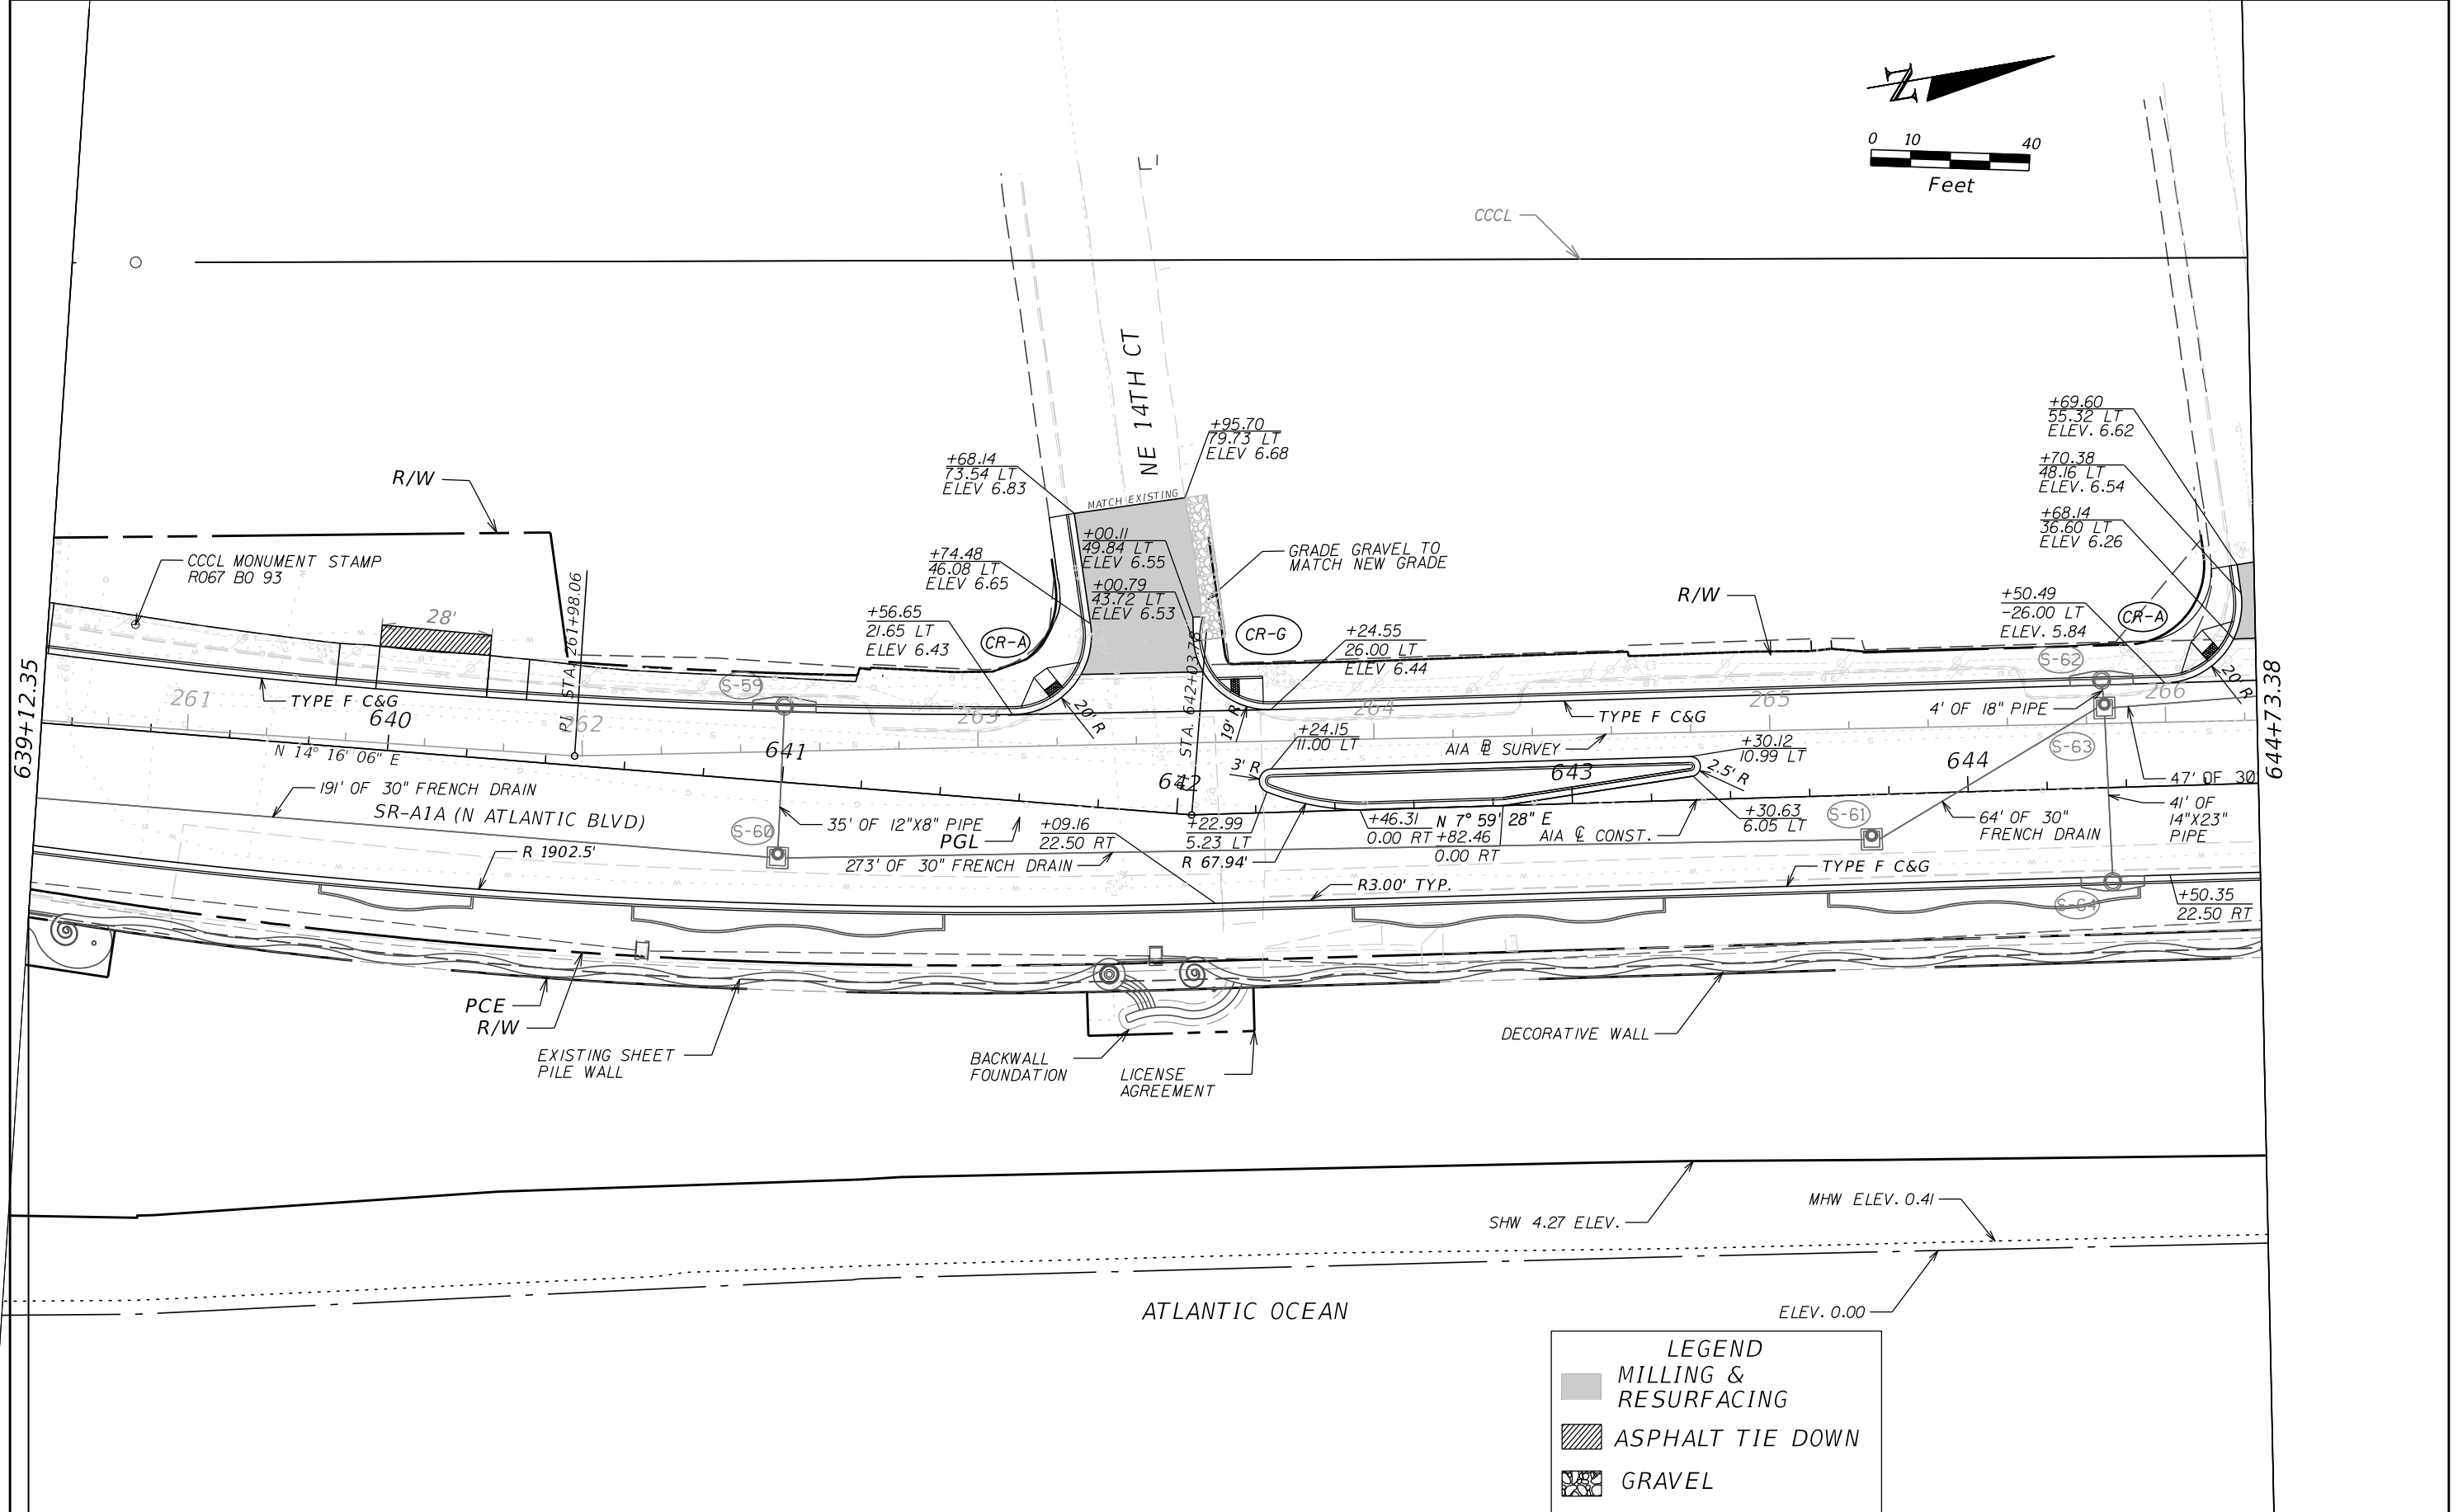 N
0 10 40
Feet
CCCL
NE 14TH CT
+95.70
79.73 LT
ELEV 6.68
+68.14
73.54 LT
ELEV 6.83
MATCH EXISTING
R/W
CCCL MONUMENT STAMP
R067 BO 93
28'
PI STA. 261+98.06
+74.48
46.08 LT
ELEV 6.65
+00.11
49.84 LT
ELEV 6.55
+00.79
43.72 LT
ELEV 6.53
+56.65
21.65 LT
ELEV 6.43
CR-A
GRADE GRAVEL TO
MATCH NEW GRADE
CR-G
+24.55
26.00 LT
ELEV 6.44
R/W
+69.60
55.32 LT
ELEV. 6.62
+70.38
48.16 LT
ELEV. 6.54
+68.14
36.60 LT
ELEV 6.26
+50.49
-26.00 LT
ELEV. 5.84
CR-A
S-62
20' R
639+12.35
644+73.38
261
TYPE F C&G
640
262
S-59
263
20' R
STA. 642+03.78
19' R
264
TYPE F C&G
265
4' OF 18" PIPE
266
N 14° 16' 06" E
641
642
+24.15
11.00 LT
3' R
A1A BL SURVEY
643
+30.12
10.99 LT
2.5' R
644
S-63
47' OF 30"
191' OF 30" FRENCH DRAIN
SR-A1A (N ATLANTIC BLVD)
S-60
35' OF 12"X8" PIPE
PGL
+09.16
22.50 RT
+22.99
5.23 LT
R 67.94'
+46.31
0.00 RT
N 7° 59' 28" E
+82.46
0.00 RT
A1A CL CONST.
+30.63
6.05 LT
S-61
64' OF 30"
FRENCH DRAIN
41' OF
14"X23"
PIPE
R 1902.5'
273' OF 30" FRENCH DRAIN
R3.00' TYP.
TYPE F C&G
S-64
+50.35
22.50 RT
PCE
R/W
EXISTING SHEET
PILE WALL
BACKWALL
FOUNDATION
LICENSE
AGREEMENT
DECORATIVE WALL
SHW 4.27 ELEV.
MHW ELEV. 0.41
ATLANTIC OCEAN
ELEV. 0.00
LEGEND
MILLING &
RESURFACING
ASPHALT TIE DOWN
GRAVEL